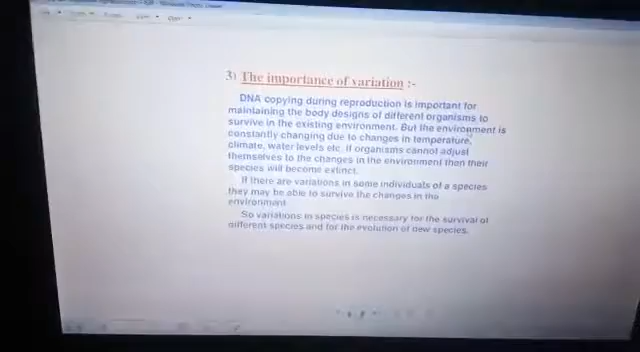 3) The importance of variation :-
DNA copying during reproduction is important for
maintaining the body designs of different organisms to
survive in the existing environment. But the environment is
constantly changing due to changes in temperature,
climate, water levels etc. If organisms cannot adjust
themselves to the changes in the environment then their
species will become extinct.
If there are variations in some individuals of a species
they may be able to survive the changes in the
environment
So variations in species is necessary for the survival of
different species and for the evolution of new species.